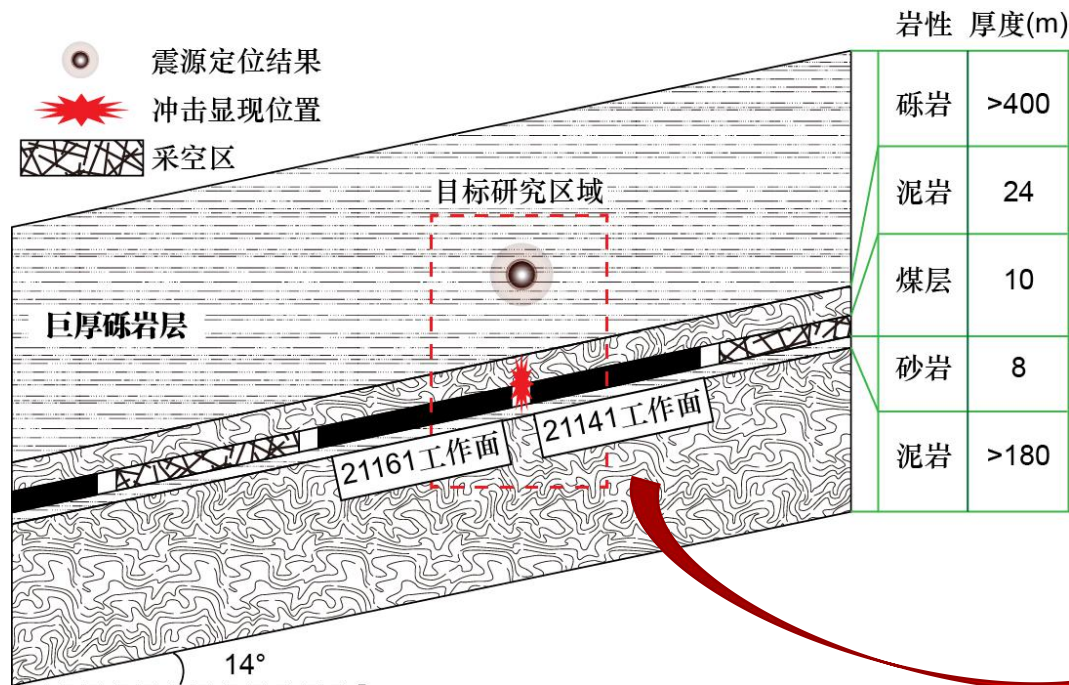 岩性 厚度(m)
震源定位结果
冲击显现位置
采空区
砾岩 >400
目标研究区域
泥岩 24
煤层 10
巨厚砾岩层
砂岩 8
21161工作面
21141工作面
泥岩 >180
14°